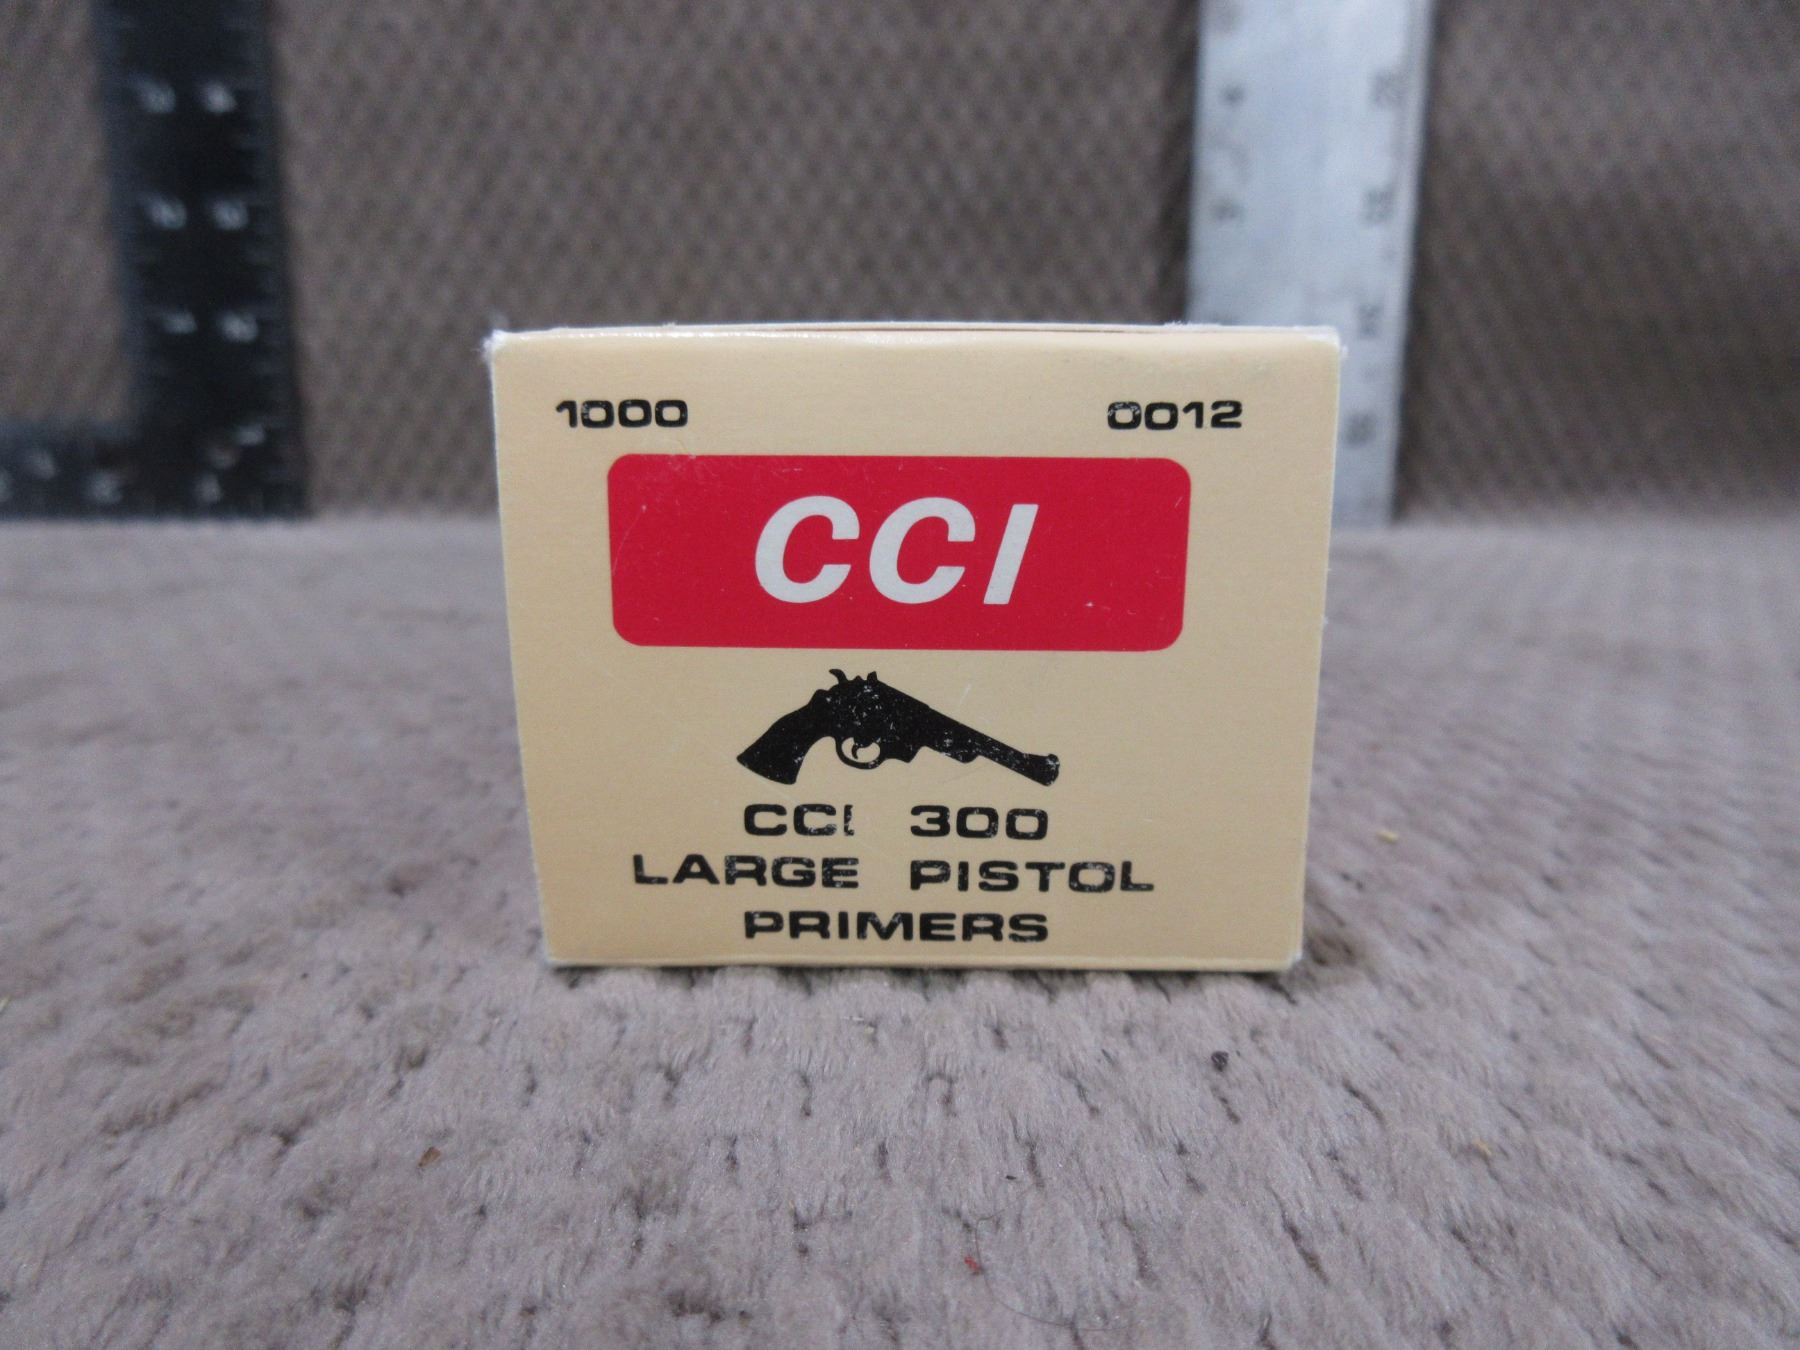 1000 0012
CCI
CCI 300
LARGE PISTOL
PRIMERS